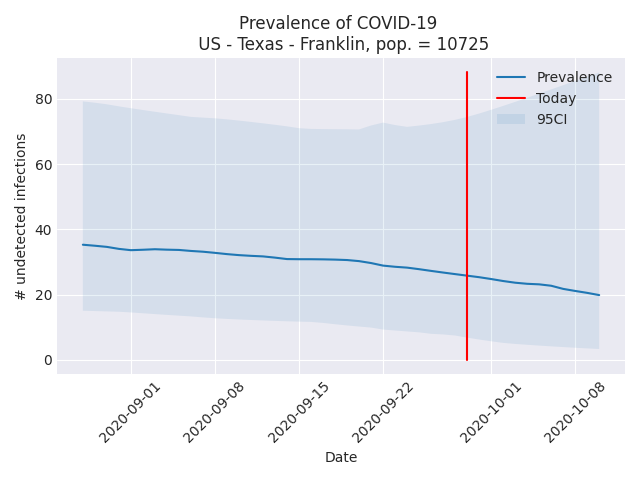 Prevalence of COVID-19
US - Texas - Franklin, pop. = 10725
Prevalence
Today
95CI
# undetected infections
80
60
40
20
0
2020-09-01
2020-09-08
2020-09-15
2020-09-22
2020-10-01
2020-10-08
Date